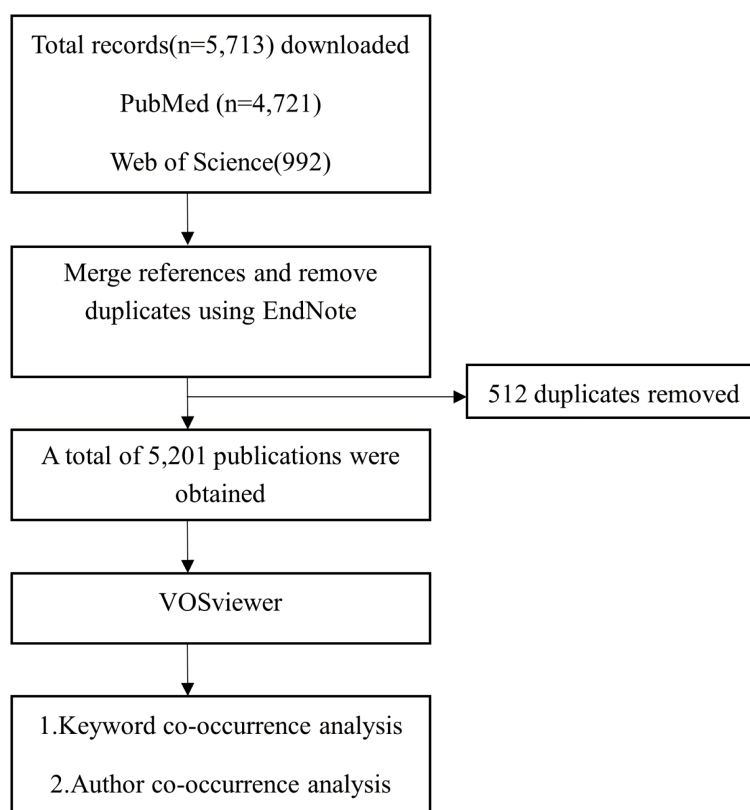 Total records(n=5,713) downloaded
PubMed (n=4,721)
Web of Science(992)
Merge references and remove
duplicates using EndNote
512 duplicates removed
A total of 5,201 publications were
obtained
VOSviewer
1.Keyword co-occurrence analysis
2.Author co-occurrence analysis